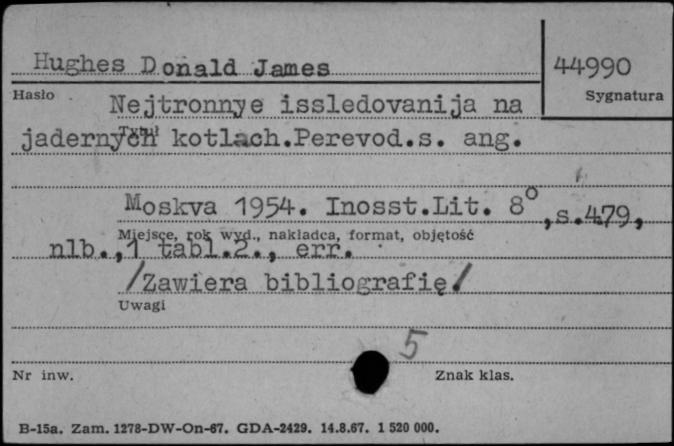 Hughes Donald James
44990
Hasło
Sygnatura
Nejtronnye issledovanija na
Tytuł
jadernych kotlach.Perevod.s. ang.
Moskva 1954. Inosst.Lit. 8°,s.479,
Miejsce, rok wyd., nakładca, format, objętość
nlb.,1 tabl.2., err.
/Zawiera bibliografię/
Uwagi
5
Nr inw.
Znak klas.
B-15a. Zam. 1278-DW-On-67. GDA-2429. 14.8.67. 1 520 000.